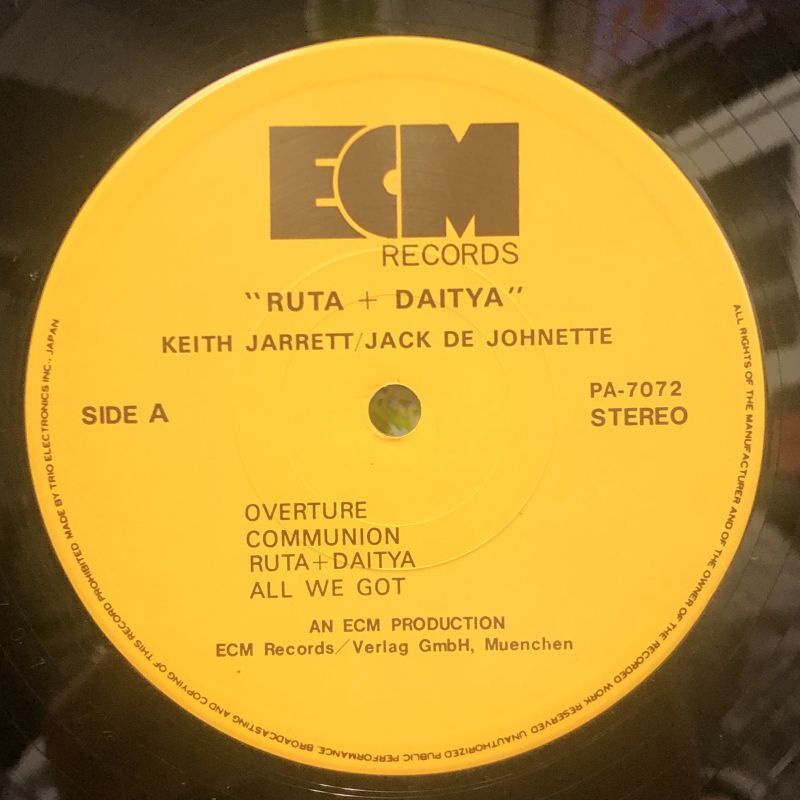 ECM
RECORDS
"RUTA + DAITYA"
KEITH JARRETT/JACK DE JOHNETTE
SIDE A
PA-7072
STEREO
OVERTURE
COMMUNION
RUTA+DAITYA
ALL WE GOT
AN ECM PRODUCTION
ECM Records/Verlag GmbH, Muenchen
ALL RIGHTS OF THE MANUFACTURER AND OF THE OWNER OF THE RECORDED WORK RESERVED UNAUTHORIZED PUBLIC PERFORMANCE, BROADCASTING AND COPYING OF THIS RECORD PROHIBITED MADE BY TRIO ELECTRONICS INC., JAPAN